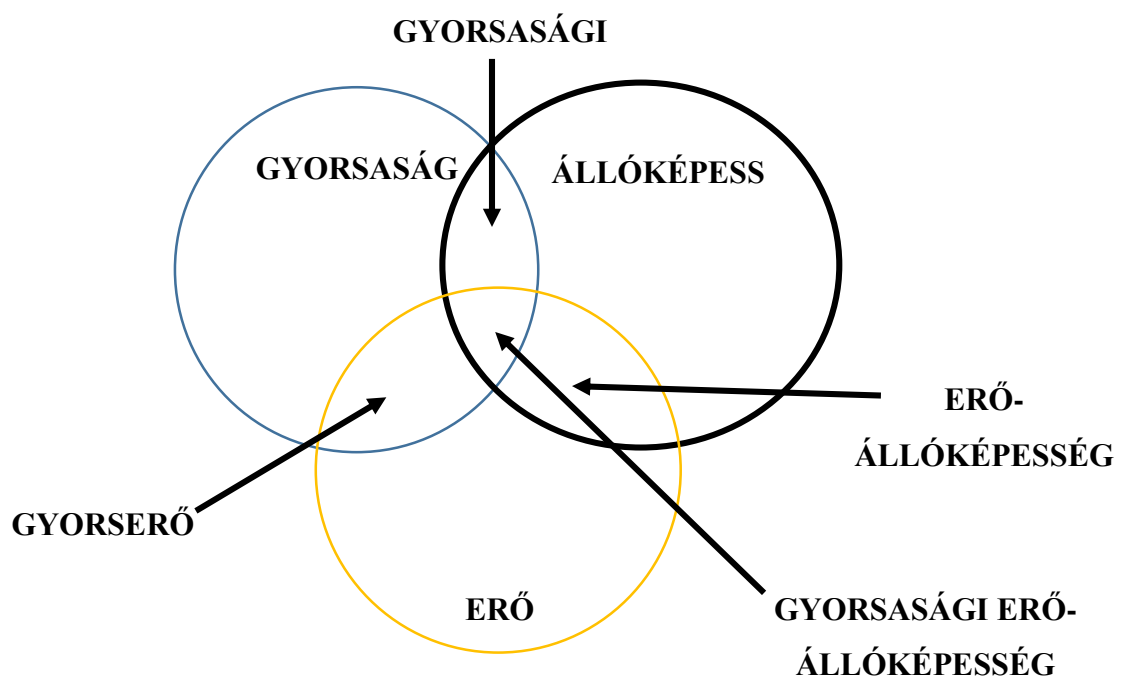 GYORSASÁGI
GYORSASÁG
ÁLLÓKÉPESS
ERŐ-
ÁLLÓKÉPESSÉG
GYORSERŐ
ERŐ
GYORSASÁGI ERŐ-
ÁLLÓKÉPESSÉG